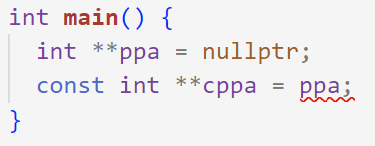 int main() {
  int **ppa = nullptr;
  const int **cppa = ppa;
}